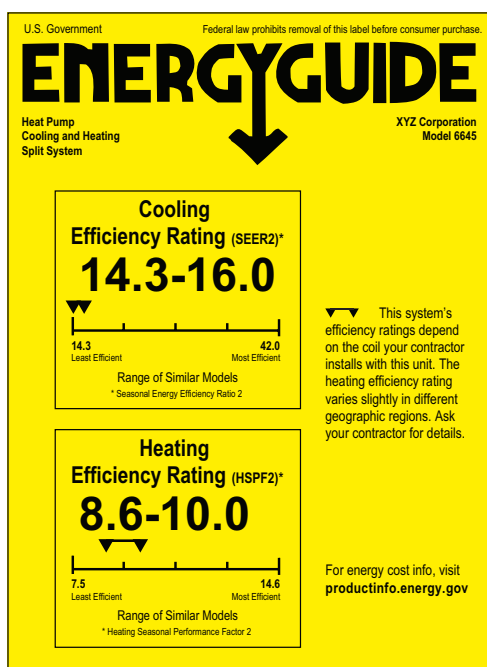 U.S. Government
Federal law prohibits removal of this label before consumer purchase.
ENERGYGUIDE
Heat Pump
Cooling and Heating
Split System
XYZ Corporation
Model 6645
Cooling
Efficiency Rating (SEER2)*
14.3-16.0
14.3
Least Efficient
42.0
Most Efficient
Range of Similar Models
* Seasonal Energy Efficiency Ratio 2
This system's
efficiency ratings depend
on the coil your contractor
installs with this unit. The
heating efficiency rating
varies slightly in different
geographic regions. Ask
your contractor for details.
Heating
Efficiency Rating (HSPF2)*
8.6-10.0
7.5
Least Efficient
14.6
Most Efficient
Range of Similar Models
* Heating Seasonal Performance Factor 2
For energy cost info, visit
productinfo.energy.gov